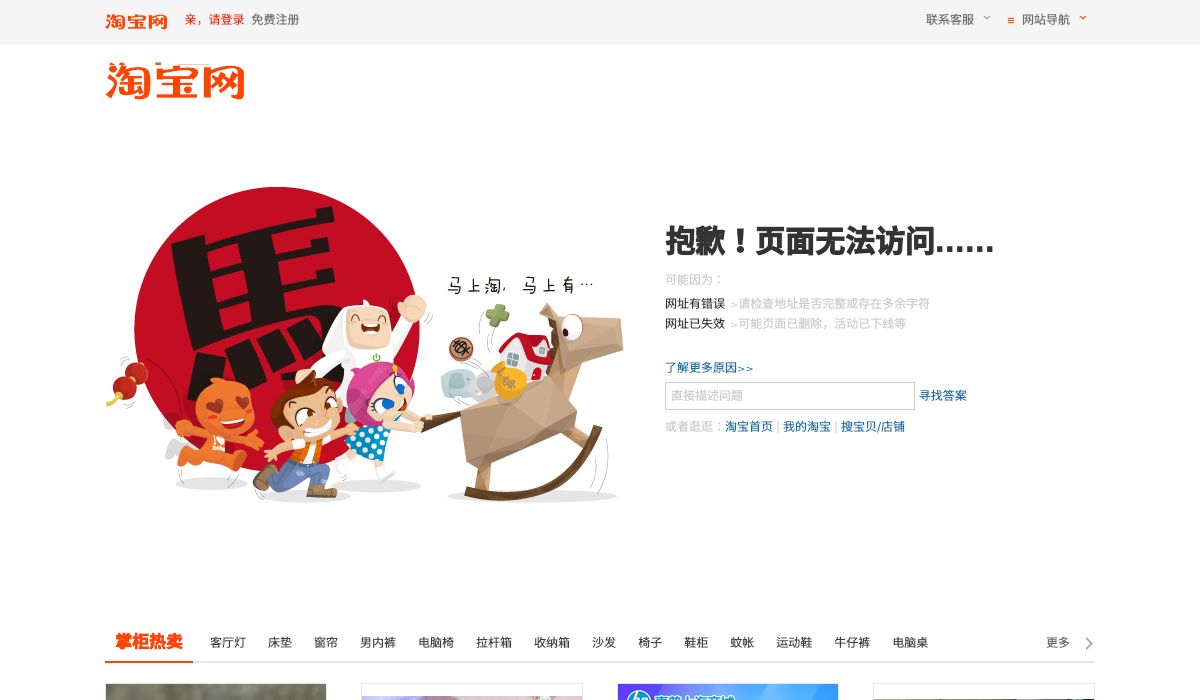 淘宝网 亲，请登录 免费注册 联系客服 网站导航
淘宝网
馬
马上淘，马上有…
抱歉！页面无法访问......
可能因为：
网址有错误 >请检查地址是否完整或存在多余字符
网址已失效 >可能页面已删除，活动已下线等
了解更多原因>>
直接描述问题 寻找答案
或者逛逛：淘宝首页 | 我的淘宝 | 搜宝贝/店铺
掌柜热卖 客厅灯 床垫 窗帘 男内裤 电脑椅 拉杆箱 收纳箱 沙发 椅子 鞋柜 蚊帐 运动鞋 牛仔裤 电脑桌 更多